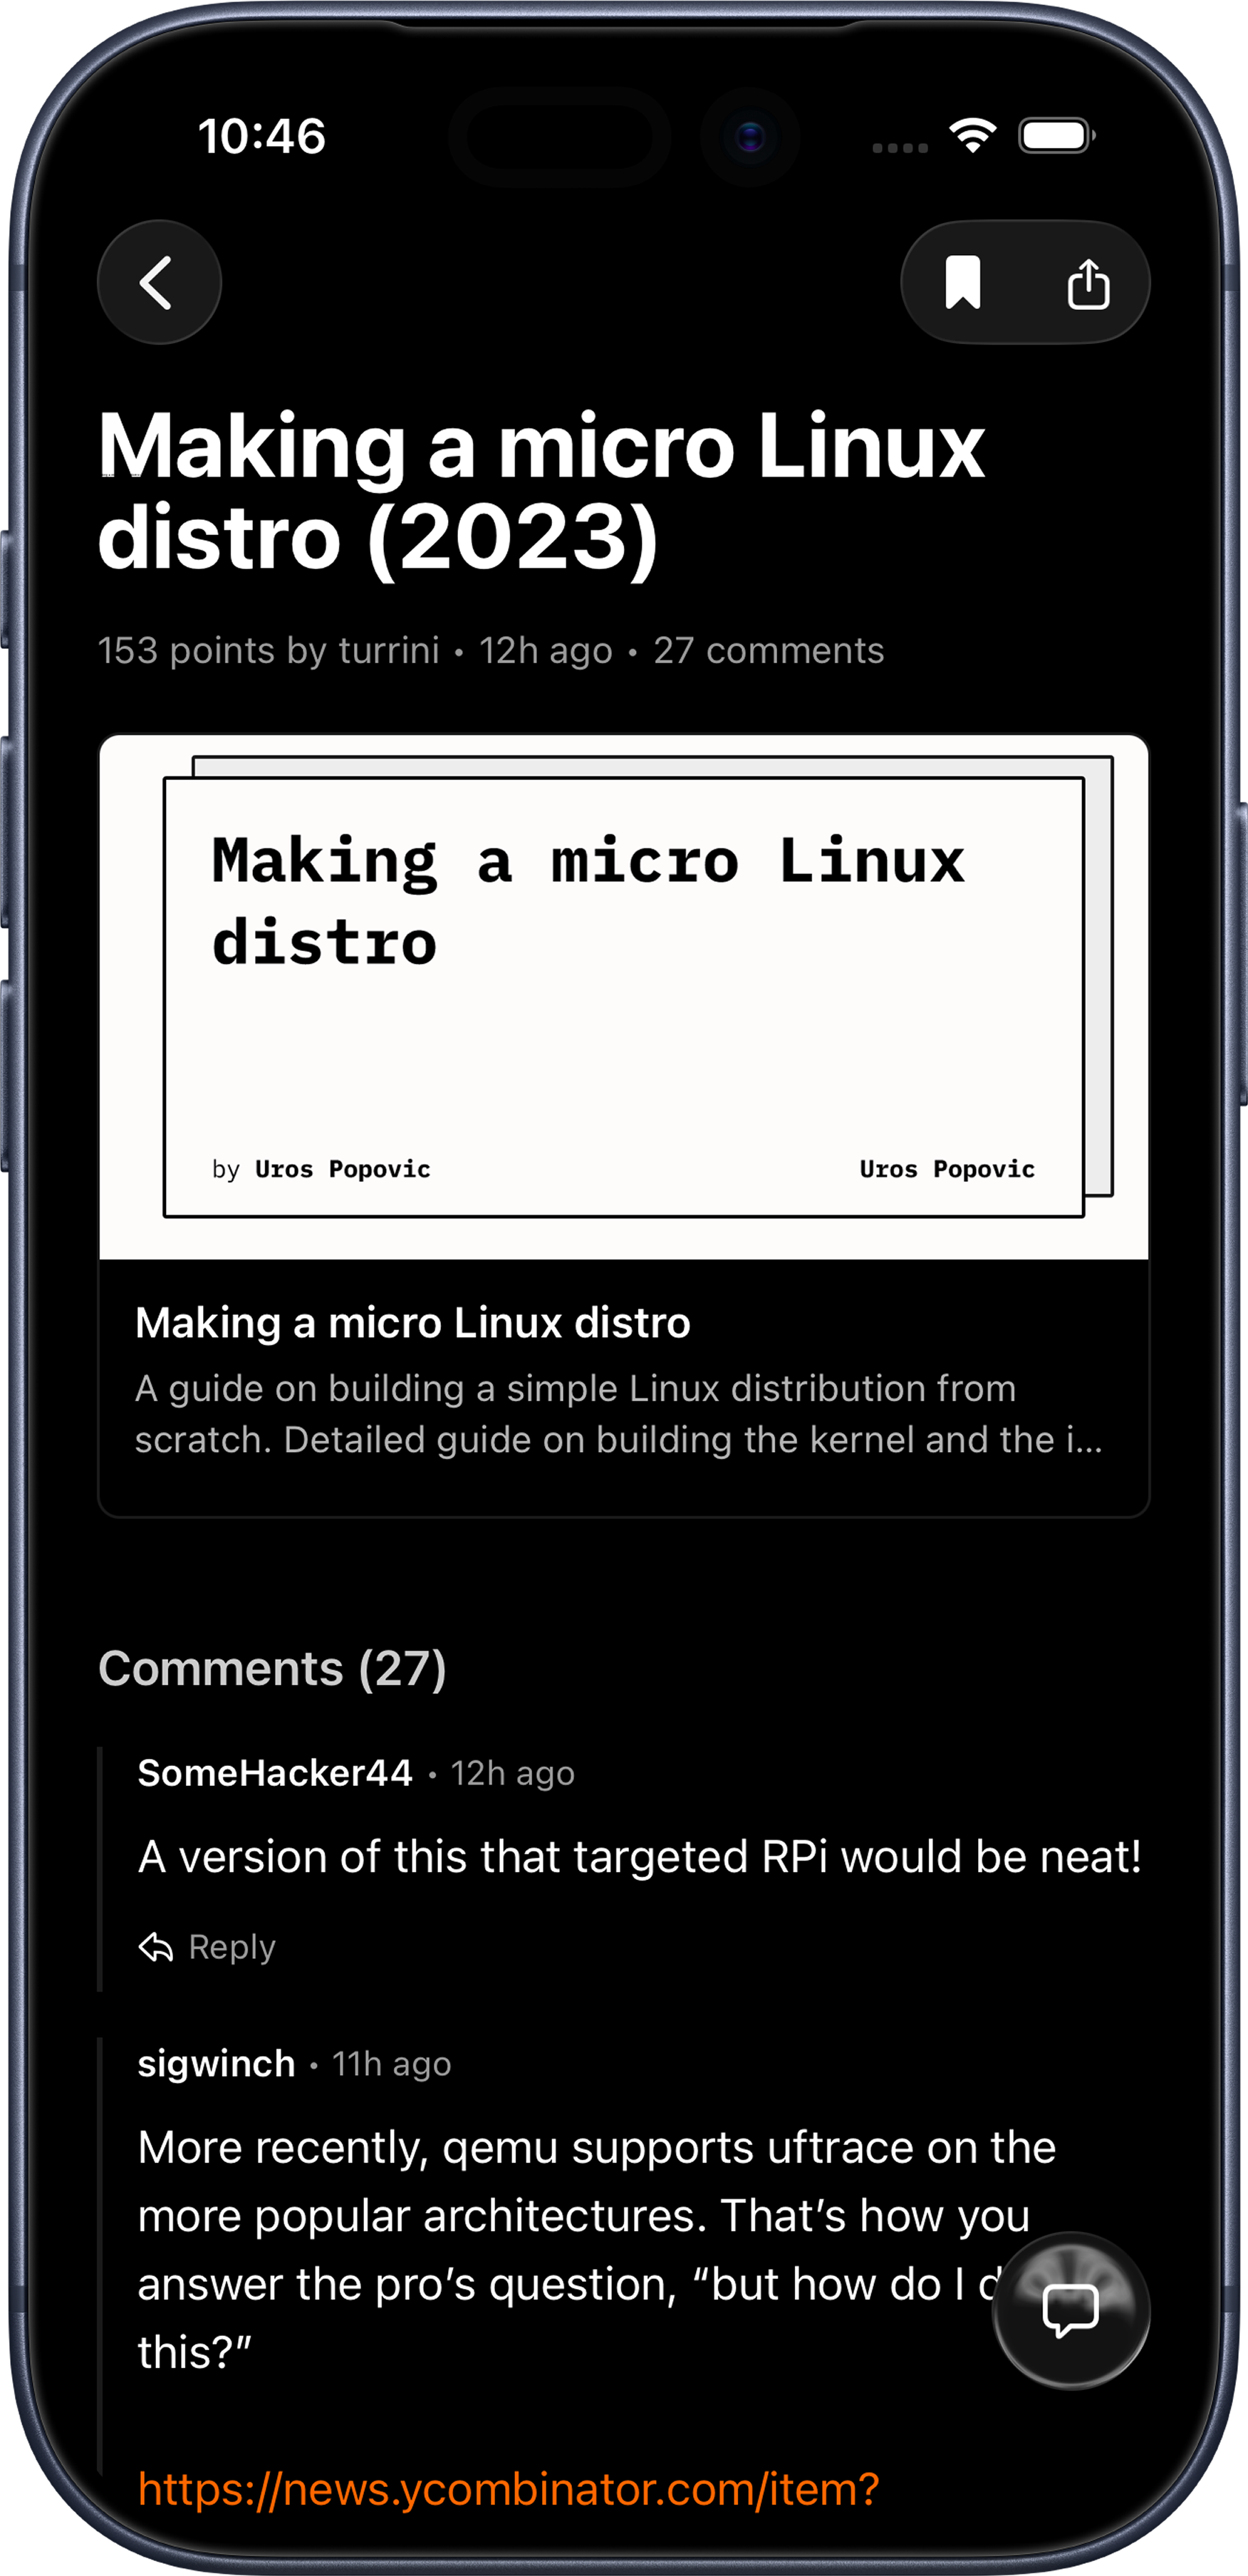 10:46
Making a micro Linux
distro (2023)
153 points by turrini • 12h ago • 27 comments
Making a micro Linux
distro
by Uros Popovic
Uros Popovic
Making a micro Linux distro
A guide on building a simple Linux distribution from
scratch. Detailed guide on building the kernel and the i...
Comments (27)
SomeHacker44 • 12h ago
A version of this that targeted RPi would be neat!
Reply
sigwinch • 11h ago
More recently, qemu supports uftrace on the
more popular architectures. That’s how you
answer the pro’s question, “but how do I
this?”
https://news.ycombinator.com/item?